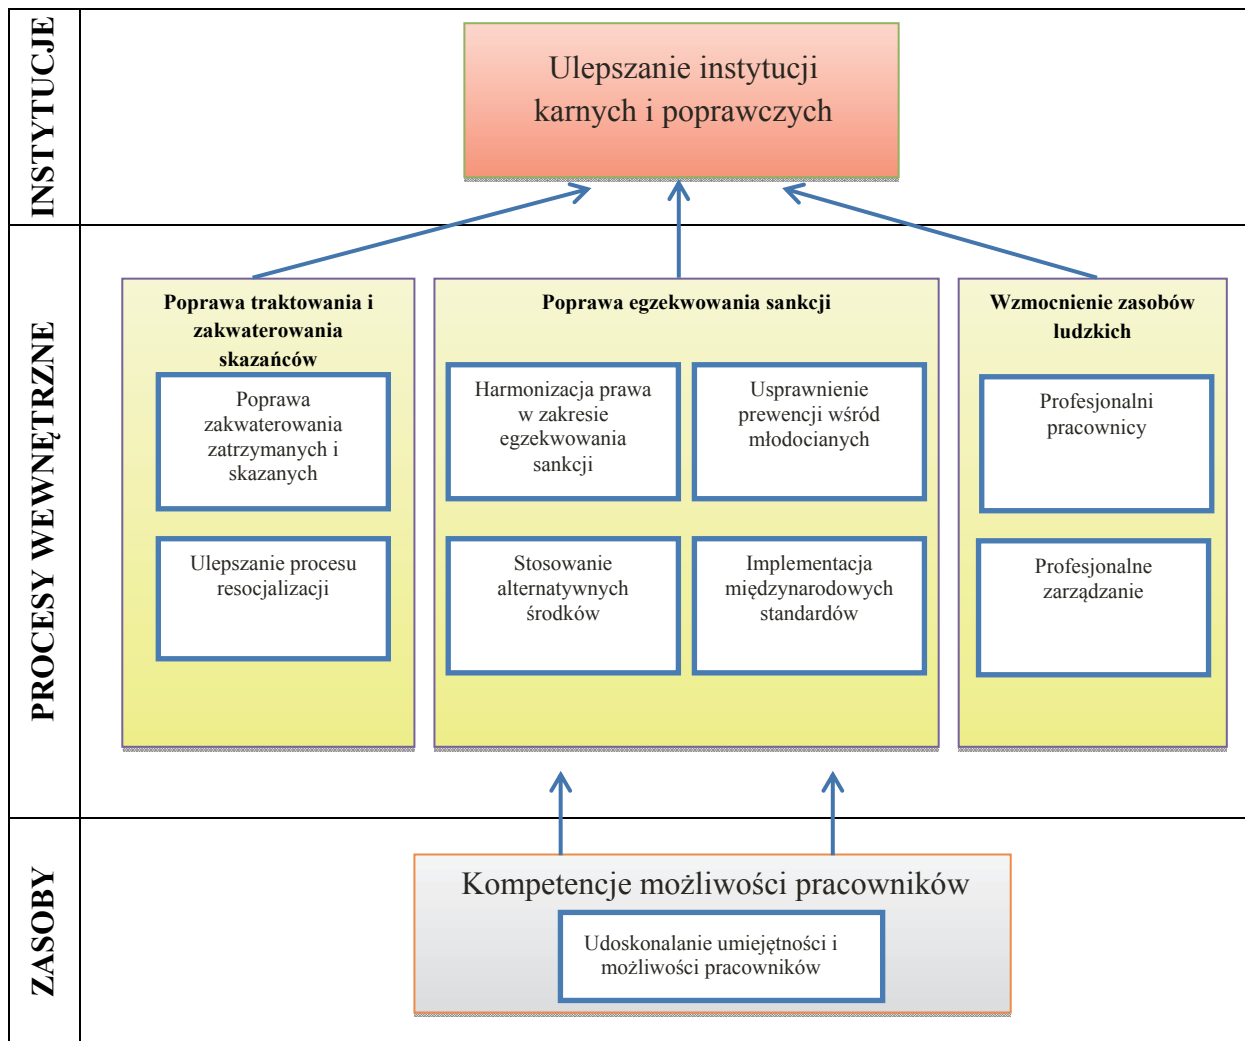 INSTYTUCJE
Ulepszanie instytucji
karnych i poprawczych
PROCESY WEWNĘTRZNE
Poprawa traktowania i
zakwaterowania
skazańców
Poprawa
zakwaterowania
zatrzymanych i
skazanych
Ulepszanie procesu
resocjalizacji
Poprawa egzekwowania sankcji
Harmonizacja prawa
w zakresie
egzekwowania
sankcji
Usprawnienie
prewencji wśród
młodocianych
Stosowanie
alternatywnych
środków
Implementacja
międzynarodowych
standardów
Wzmocnienie zasobów
ludzkich
Profesjonalni
pracownicy
Profesjonalne
zarządzanie
ZASOBY
Kompetencje możliwości pracowników
Udoskonalanie umiejętności i
możliwości pracowników